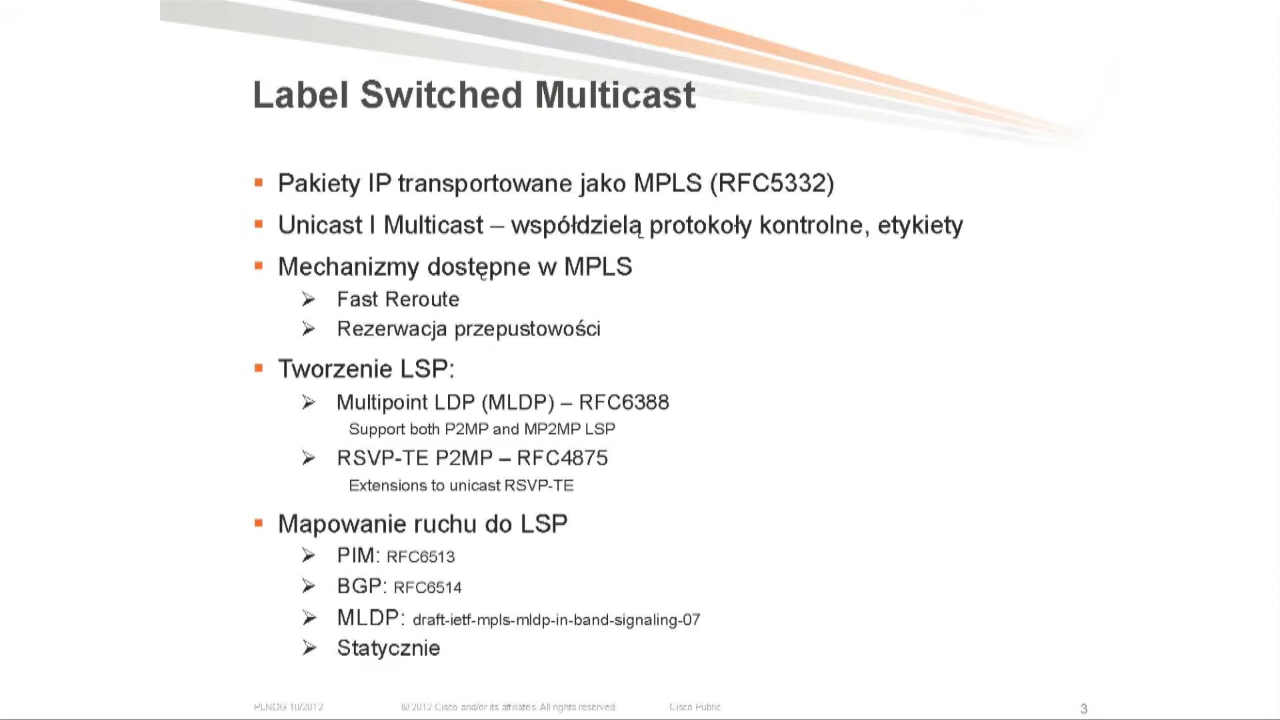 Label Switched Multicast
Pakiety IP transportowane jako MPLS (RFC5332)
Unicast I Multicast – współdzielą protokoły kontrolne, etykiety
Mechanizmy dostępne w MPLS
Fast Reroute
Rezerwacja przepustowości
Tworzenie LSP:
Multipoint LDP (MLDP) – RFC6388
Support both P2MP and MP2MP LSP
RSVP-TE P2MP – RFC4875
Extensions to unicast RSVP-TE
Mapowanie ruchu do LSP
PIM: RFC6513
BGP: RFC6514
MLDP: draft-ietf-mpls-mldp-in-band-signaling-07
Statycznie
PLNOG 10/2012 © 2012 Cisco and/or its affiliates. All rights reserved. Cisco Public 3